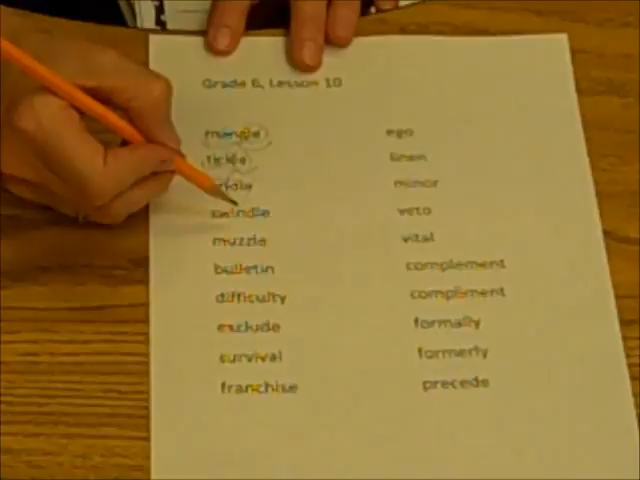 Grade 6, Lesson 10
mangle
tickle
swindle
muzzle
bulletin
difficulty
exclude
survival
franchise
ego
linen
minor
veto
vital
complement
compliment
formally
formerly
precede